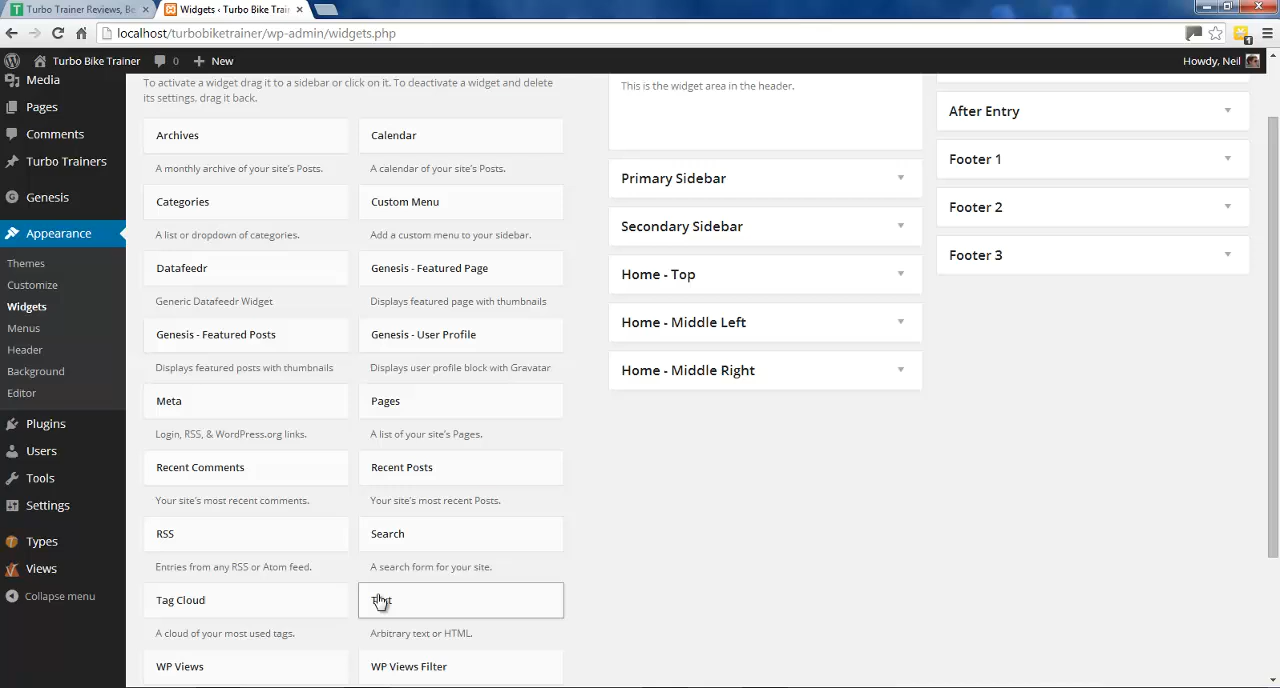 Turbo Trainer Reviews, Be
Widgets ‹ Turbo Bike Trai
localhost/turbobiketrainer/wp-admin/widgets.php
Turbo Bike Trainer 0 New
Howdy, Neil
Media
Pages
Comments
Turbo Trainers
Genesis
Appearance
Themes
Customize
Widgets
Menus
Header
Background
Editor
Plugins
Users
Tools
Settings
Types
Views
Collapse menu
To activate a widget drag it to a sidebar or click on it. To deactivate a widget and delete
its settings, drag it back.
Archives
A monthly archive of your site's Posts.
Calendar
A calendar of your site's Posts.
Categories
A list or dropdown of categories.
Custom Menu
Add a custom menu to your sidebar.
Datafeedr
Generic Datafeedr Widget
Genesis - Featured Page
Displays featured page with thumbnails
Genesis - Featured Posts
Displays featured posts with thumbnails
Genesis - User Profile
Displays user profile block with Gravatar
Meta
Login, RSS, & WordPress.org links.
Pages
A list of your site's Pages.
Recent Comments
Your site's most recent comments.
Recent Posts
Your site's most recent Posts.
RSS
Entries from any RSS or Atom feed.
Search
A search form for your site.
Tag Cloud
A cloud of your most used tags.
Text
Arbitrary text or HTML.
WP Views
WP Views Filter
This is the widget area in the header.
Primary Sidebar
Secondary Sidebar
Home - Top
Home - Middle Left
Home - Middle Right
After Entry
Footer 1
Footer 2
Footer 3
1